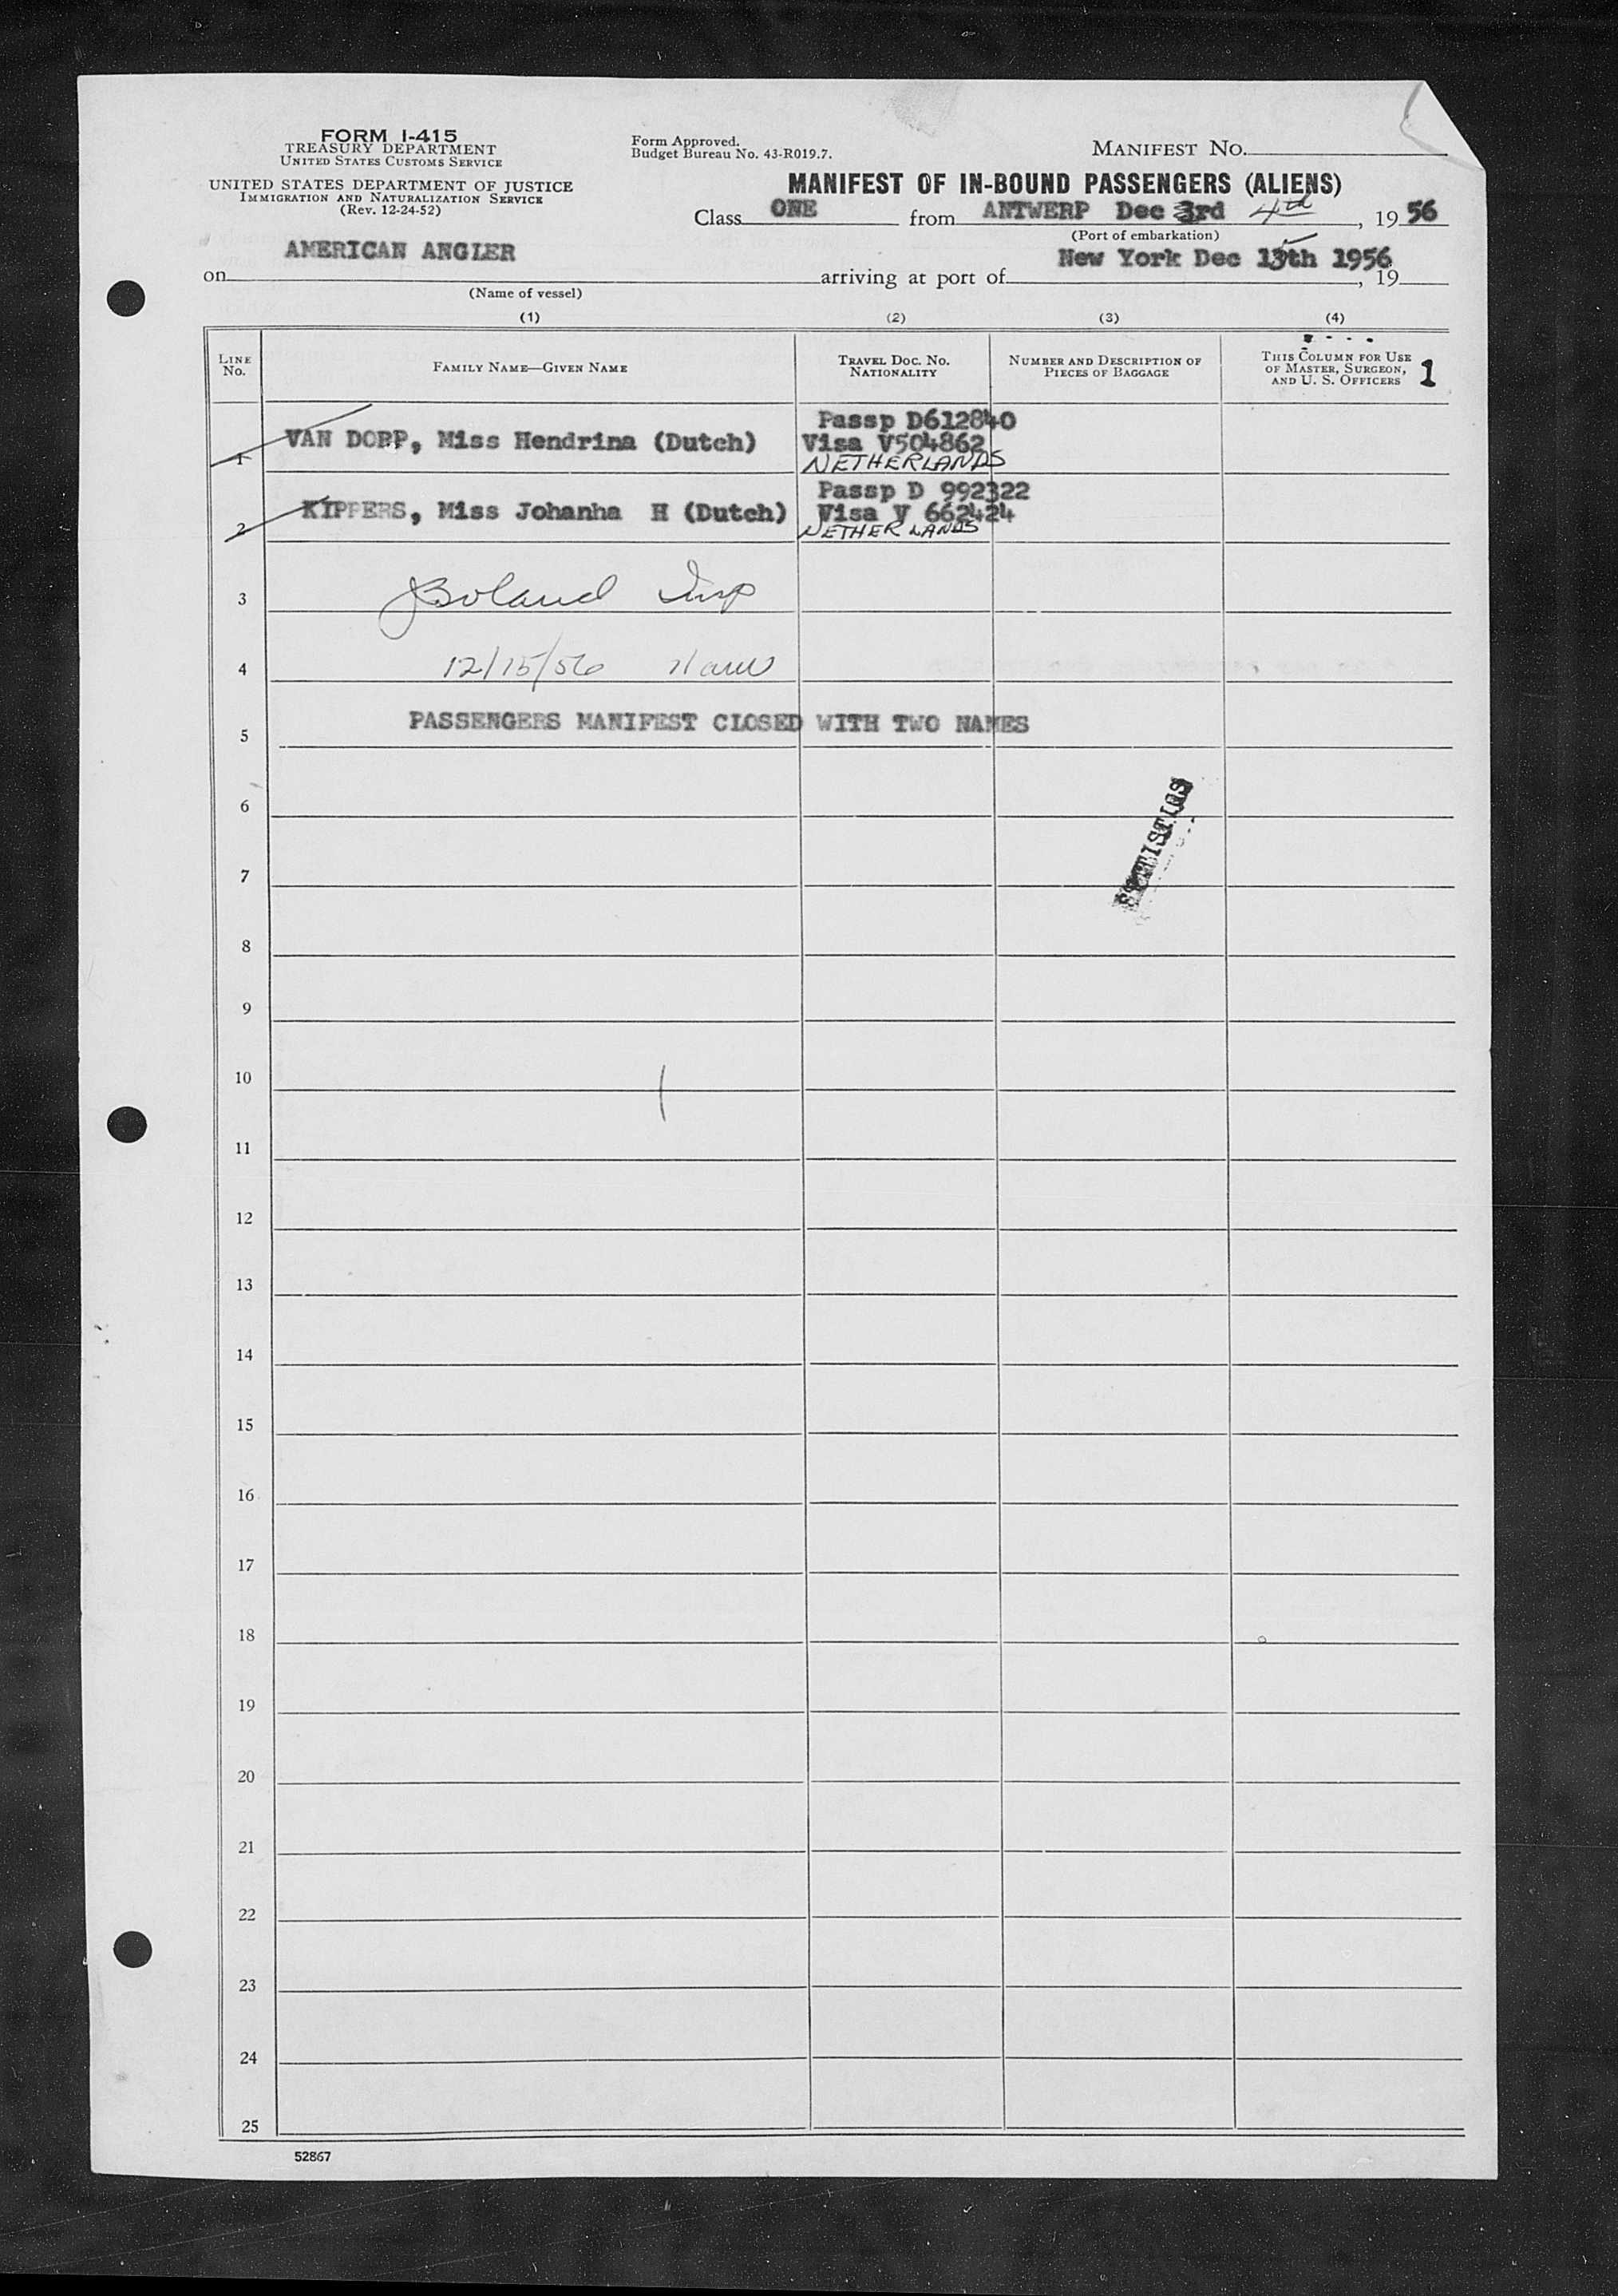 FORM I-415
TREASURY DEPARTMENT
UNITED STATES CUSTOMS SERVICE
UNITED STATES DEPARTMENT OF JUSTICE
IMMIGRATION AND NATURALIZATION SERVICE
(Rev. 12-24-52)
Form Approved.
Budget Bureau No. 43-R019.7.
MANIFEST NO.
MANIFEST OF IN-BOUND PASSENGERS (ALIENS)
Class ONE from ANTWERP Dec 3rd 4th, 19 56
(Port of embarkation)
on AMERICAN ANGLER arriving at port of New York Dec 15th 1956, 19
(Name of vessel)
(1) (2) (3) (4)
LINE NO.
FAMILY NAME—GIVEN NAME
TRAVEL DOC. NO.
NATIONALITY
NUMBER AND DESCRIPTION OF
PIECES OF BAGGAGE
THIS COLUMN FOR USE
OF MASTER, SURGEON,
AND U. S. OFFICERS
1
1 VAN DORP, Miss Hendrina (Dutch) Passp D612840
Visa V504862
NETHERLANDS
2 KIPPERS, Miss Johanha H (Dutch) Passp D 992322
Visa V 662424
NETHERLANDS
3 Boland Insp
4 12/15/56
5 PASSENGERS MANIFEST CLOSED WITH TWO NAMES
6
STATISTICS
7
8
9
10
11
12
13
14
15
16
17
18
19
20
21
22
23
24
25
52867